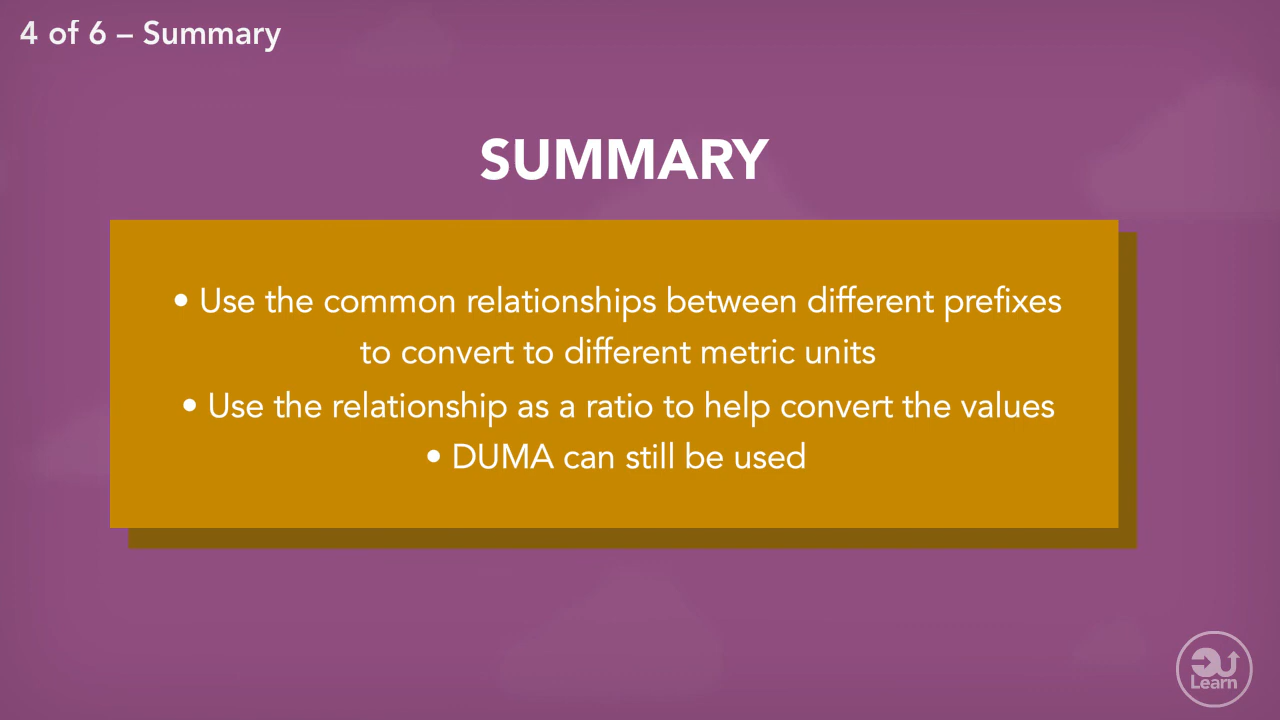 4 of 6 – Summary
SUMMARY
• Use the common relationships between different prefixes
to convert to different metric units
• Use the relationship as a ratio to help convert the values
• DUMA can still be used
Learn